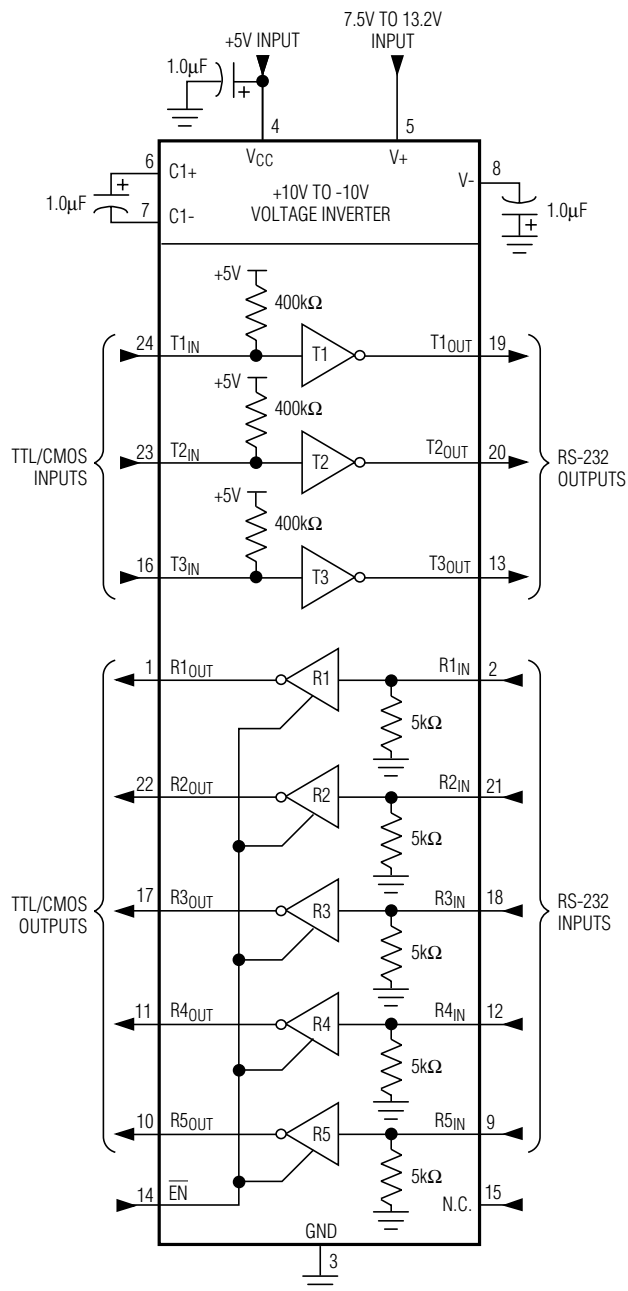 7.5V TO 13.2V
INPUT
+5V INPUT
1.0µF
+
4
5
6
C1+
VCC
V+
V-
8
+
1.0µF
7
C1-
+10V TO -10V
VOLTAGE INVERTER
+
1.0µF
+5V
400kΩ
24
T1IN
T1
T1OUT
19
+5V
400kΩ
TTL/CMOS
INPUTS
23
T2IN
T2
T2OUT
20
RS-232
OUTPUTS
+5V
400kΩ
16
T3IN
T3
T3OUT
13
1
R1OUT
R1
R1IN
2
5kΩ
22
R2OUT
R2
R2IN
21
5kΩ
TTL/CMOS
OUTPUTS
17
R3OUT
R3
R3IN
18
RS-232
INPUTS
5kΩ
11
R4OUT
R4
R4IN
12
5kΩ
10
R5OUT
R5
R5IN
9
5kΩ
14
EN
N.C.
15
GND
3